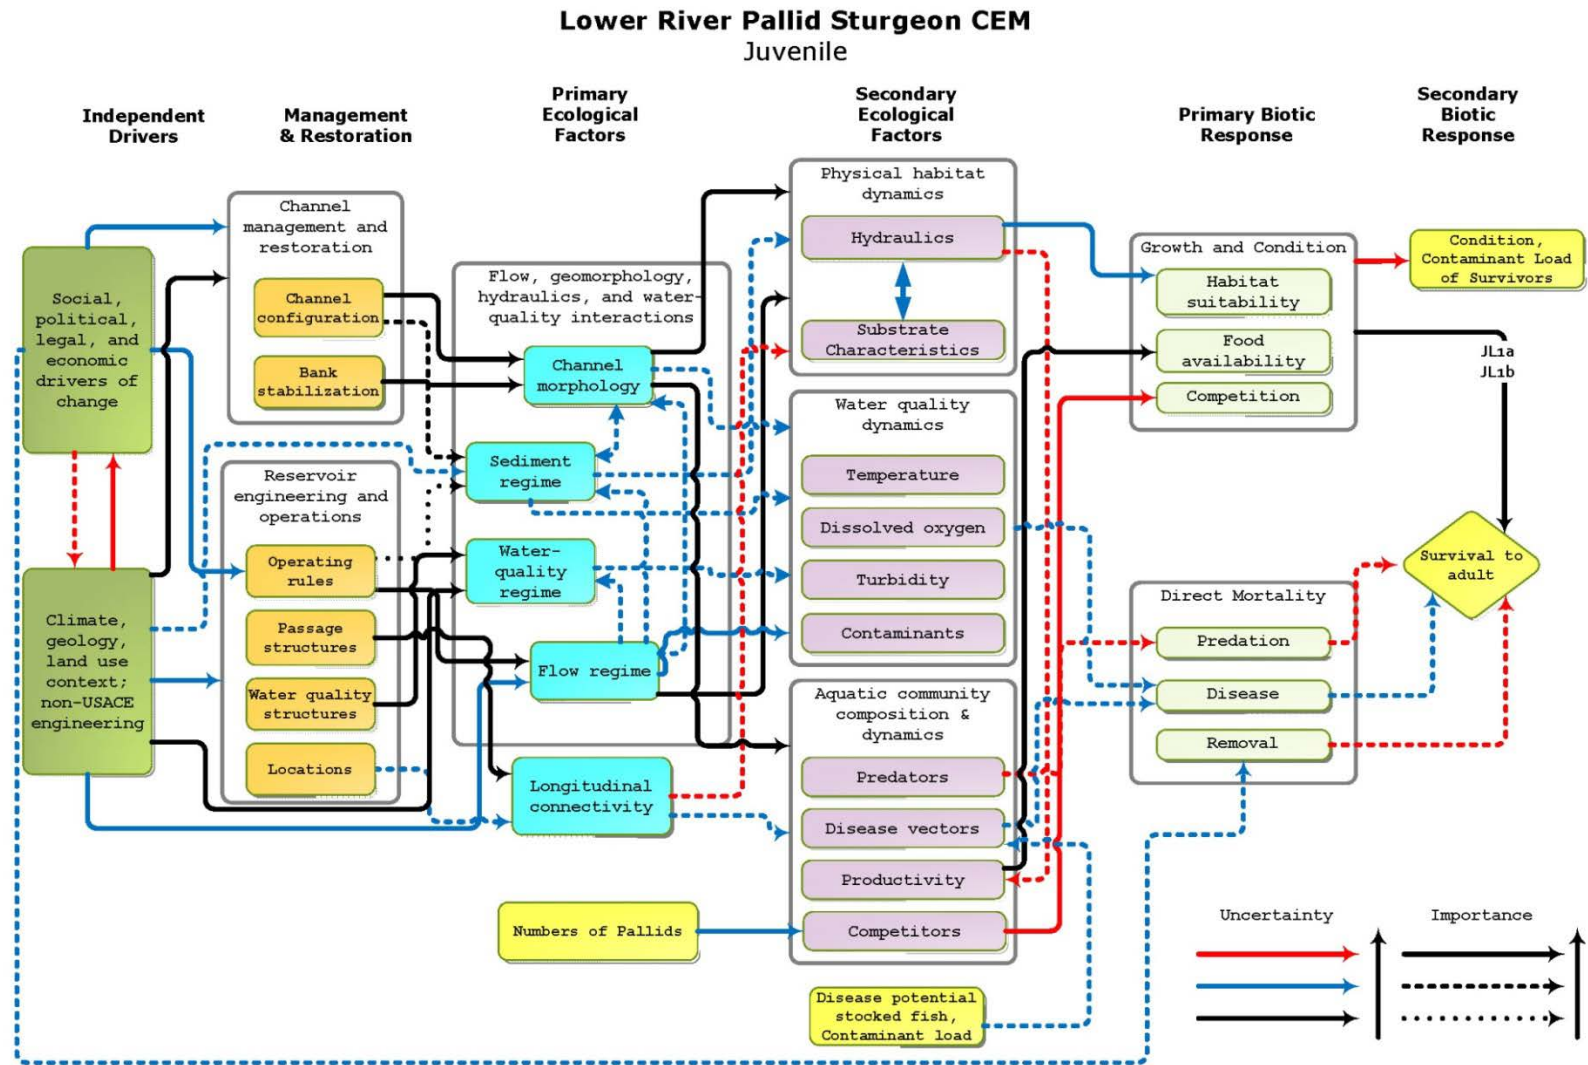 Lower River Pallid Sturgeon CEM
Juvenile
Independent
Drivers
Management
& Restoration
Primary
Ecological
Factors
Secondary
Ecological
Factors
Primary Biotic
Response
Secondary
Biotic
Response
Social,
political,
legal, and
economic
drivers of
change
Climate,
geology,
land use
context;
non-USACE
engineering
Channel
management and
restoration
Channel
configuration
Bank
stabilization
Reservoir
engineering and
operations
Operating
rules
Passage
structures
Water quality
structures
Locations
Flow, geomorphology,
hydraulics, and water-
quality interactions
Channel
morphology
Sediment
regime
Water-
quality
regime
Flow regime
Longitudinal
connectivity
Numbers of Pallids
Physical habitat
dynamics
Hydraulics
Substrate
Characteristics
Water quality
dynamics
Temperature
Dissolved oxygen
Turbidity
Contaminants
Aquatic community
composition &
dynamics
Predators
Disease vectors
Productivity
Competitors
Disease potential
stocked fish,
Contaminant load
Growth and Condition
Habitat
suitability
Food
availability
Competition
Direct Mortality
Predation
Disease
Removal
Condition,
Contaminant Load
of Survivors
JL1a
JL1b
Survival to
adult
Uncertainty
Importance